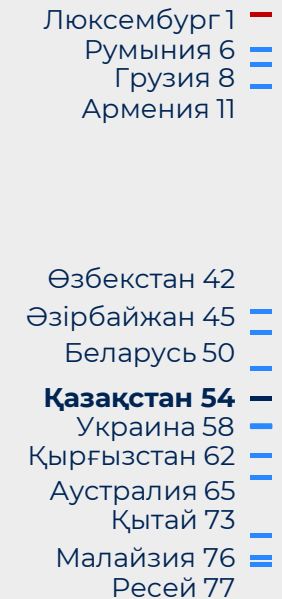 Люксембург 1
Румыния 6
Грузия 8
Армения 11
Өзбекстан 42
Әзірбайжан 45
Беларусь 50
Қазақстан 54
Украина 58
Қырғызстан 62
Аустралия 65
Қытай 73
Малайзия 76
Ресей 77